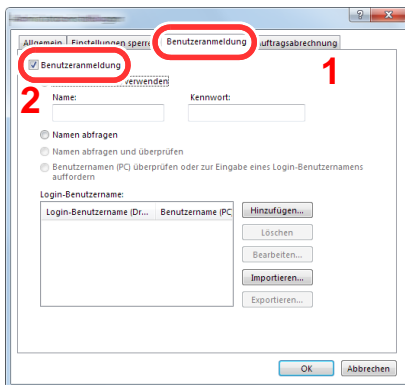 Allgemein Einstellungen Benutzeranmeldung
1
Benutzeranmeldung
2
verwenden
Name: Kennwort:
Namen abfragen
Namen abfragen und überprüfen
Benutzernamen (PC) überprüfen oder zur Eingabe eines Login-Benutzernamens
auffordern
Login-Benutzername:
Login-Benutzername (Dr... Benutzername (PC
Hinzufügen...
Löschen
Bearbeiten...
Importieren...
Exportieren...
OK Abbrechen